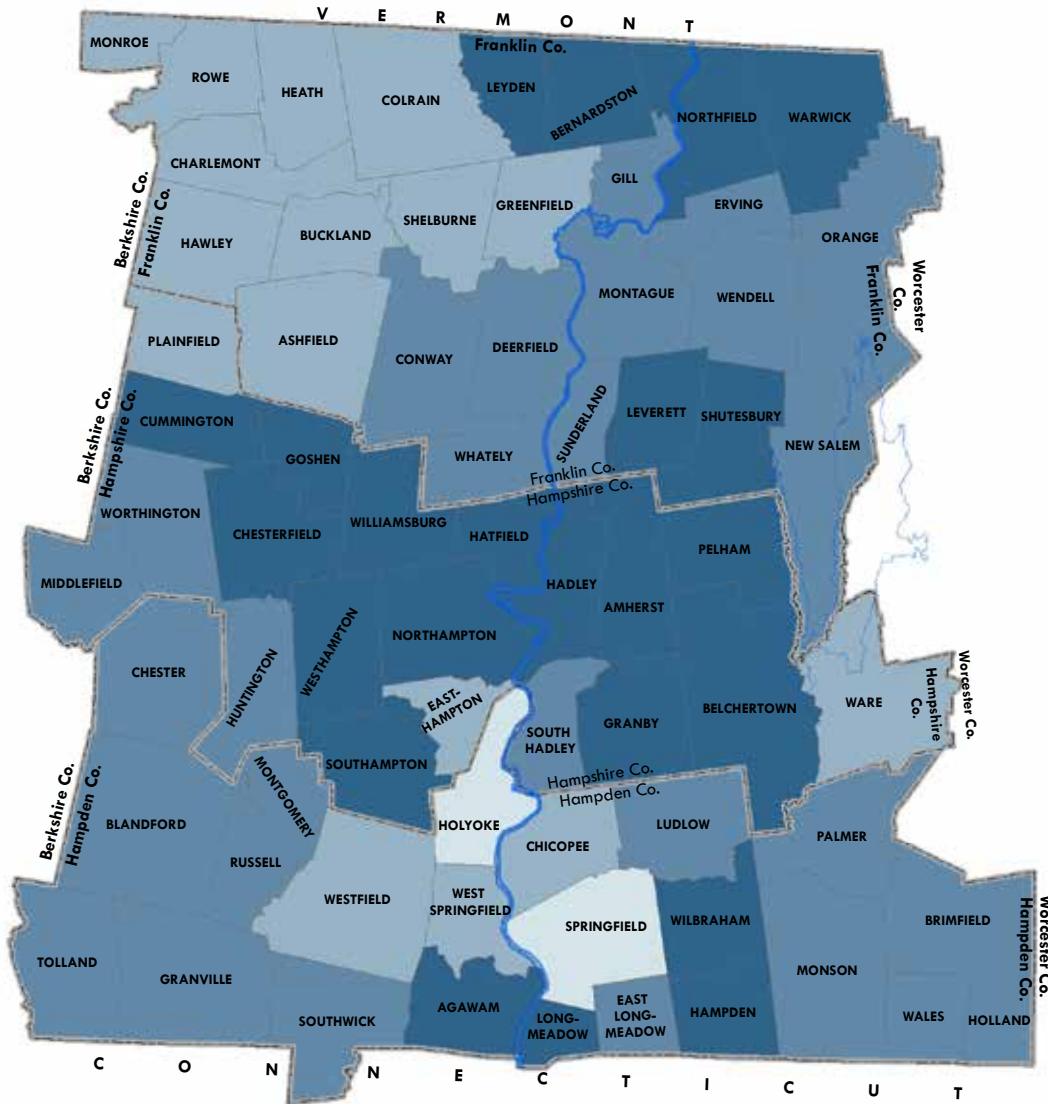 V E R M O N T
MONROE
Franklin Co.
ROWE
HEATH
COLRAIN
LEYDEN
BERNARDSTON
NORTHFIELD
WARWICK
CHARLEMONT
GILL
ERVING
Berkshire Co.
Franklin Co.
HAWLEY
BUCKLAND
SHELBURNE
GREENFIELD
ORANGE
MONTAGUE
WENDELL
Franklin Co.
Worcester
Co.
PLAINFIELD
ASHFIELD
CONWAY
DEERFIELD
SUNDERLAND
LEVERETT
SHUTESBURY
Berkshire Co.
Hampshire Co.
CUMMINGTON
GOSHEN
WHATELY
NEW SALEM
Franklin Co.
Hampshire Co.
WORTHINGTON
CHESTERFIELD
WILLIAMSBURG
HATFIELD
PELHAM
MIDDLEFIELD
HADLEY
AMHERST
WESTHAMPTON
NORTHAMPTON
CHESTER
HUNTINGTON
EAST-
HAMPTON
SOUTH
HADLEY
GRANBY
BELCHERTOWN
WARE
Hampshire
Co.
Worcester Co.
SOUTHAMPTON
MONTGOMERY
Hampshire Co.
Hampden Co.
Berkshire Co.
Hampden Co.
BLANDFORD
RUSSELL
HOLYOKE
CHICOPEE
LUDLOW
PALMER
WESTFIELD
WEST
SPRINGFIELD
SPRINGFIELD
WILBRAHAM
BRIMFIELD
Hampden Co.
Worcester Co.
TOLLAND
GRANVILLE
MONSON
SOUTHWICK
AGAWAM
LONG-
MEADOW
EAST
LONG-
MEADOW
HAMPDEN
WALES
HOLLAND
C O N N E C T I C U T